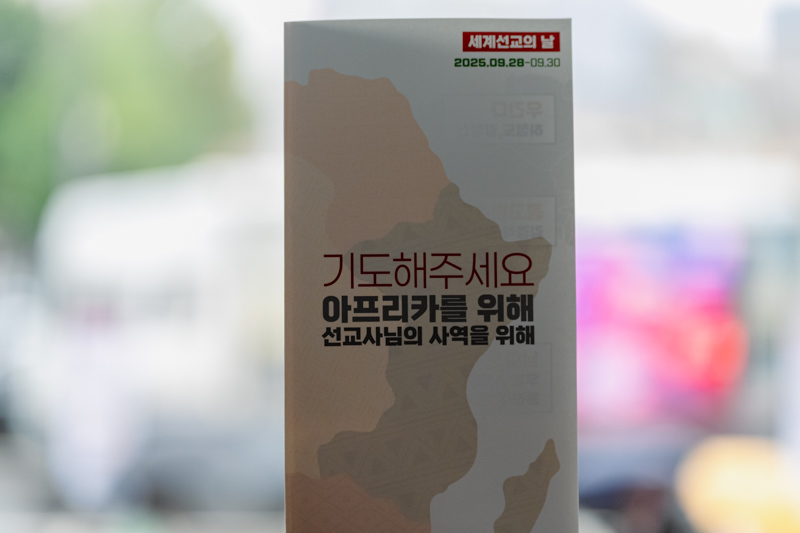 세계선교의 날
2025.09.28-09.30
기도해주세요
아프리카를 위해
선교사님의 사역을 위해